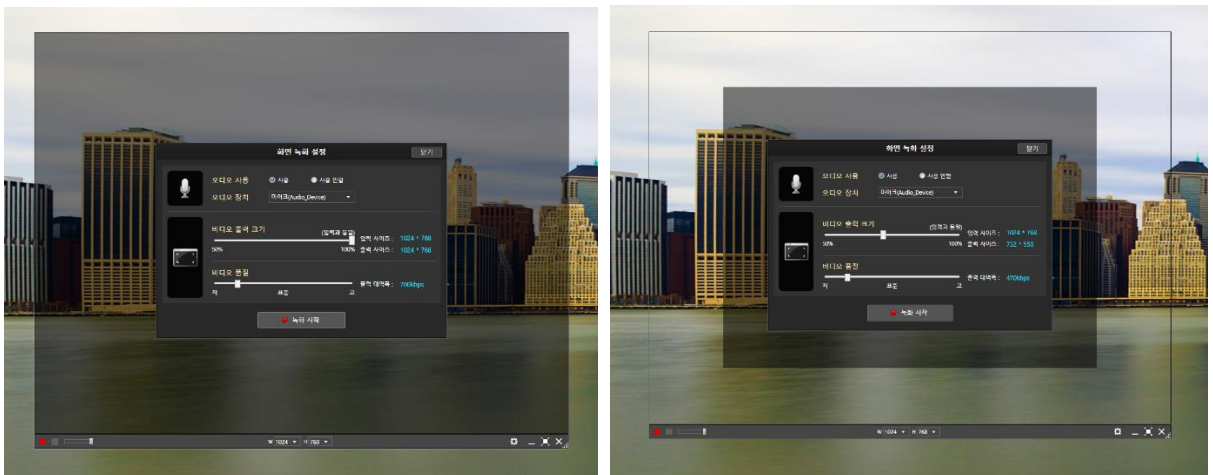 화면 녹화 설정
닫기
오디오 사용
사용
사용 안함
오디오 장치
마이크(Audio_Device)
비디오 출력 크기
(입력과 동일)
50%
100%
입력 사이즈 : 1024 * 768
출력 사이즈 : 1024 * 768
비디오 품질
저
표준
고
출력 대역폭 : 700kbps
녹화 시작
W 1024
H 768
화면 녹화 설정
닫기
오디오 사용
사용
사용 안함
오디오 장치
마이크(Audio_Device)
비디오 출력 크기
(입력과 동일)
50%
100%
입력 사이즈 : 1024 * 768
출력 사이즈 : 732 * 550
비디오 품질
저
표준
고
출력 대역폭 : 470kbps
녹화 시작
W 1024
H 768